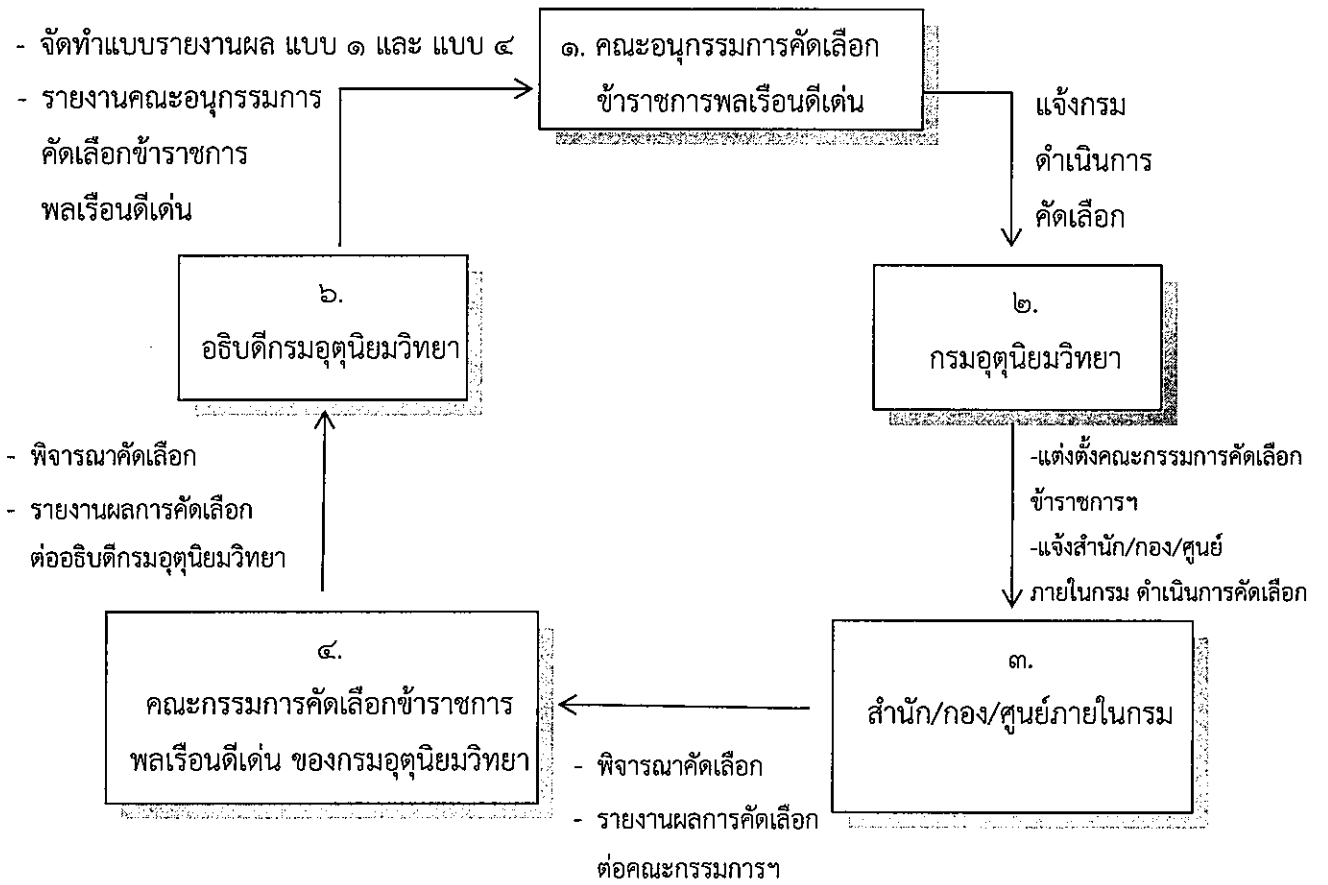 - จัดทำแบบรายงานผล แบบ ๑ และ แบบ ๔
- รายงานคณะอนุกรรมการ
คัดเลือกข้าราชการ
พลเรือนดีเด่น
๑. คณะอนุกรรมการคัดเลือก
ข้าราชการพลเรือนดีเด่น
แจ้งกรม
ดำเนินการ
คัดเลือก
๒.
กรมอุตุนิยมวิทยา
-แต่งตั้งคณะกรรมการคัดเลือก
ข้าราชการฯ
-แจ้งสำนัก/กอง/ศูนย์
ภายในกรม ดำเนินการคัดเลือก
๓.
สำนัก/กอง/ศูนย์ภายในกรม
- พิจารณาคัดเลือก
- รายงานผลการคัดเลือก
ต่อคณะกรรมการฯ
๔.
คณะกรรมการคัดเลือกข้าราชการ
พลเรือนดีเด่น ของกรมอุตุนิยมวิทยา
- พิจารณาคัดเลือก
- รายงานผลการคัดเลือก
ต่ออธิบดีกรมอุตุนิยมวิทยา
๖.
อธิบดีกรมอุตุนิยมวิทยา